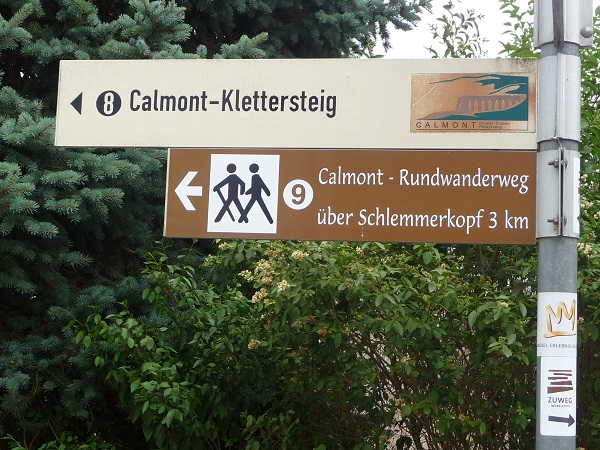 8 Calmont-Klettersteig
CALMONT
9 Calmont - Rundwanderweg
über Schlemmerkopf 3 km
ZUWEG